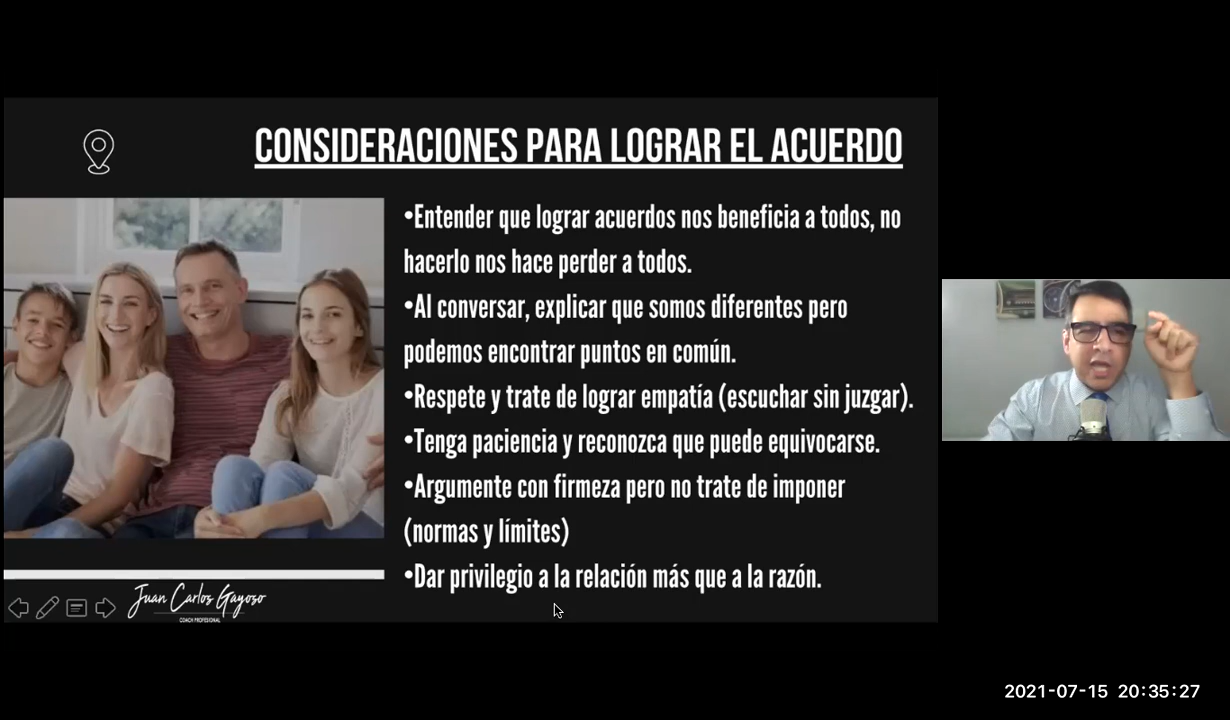 CONSIDERACIONES PARA LOGRAR EL ACUERDO
•Entender que lograr acuerdos nos beneficia a todos, no
hacerlo nos hace perder a todos.
•Al conversar, explicar que somos diferentes pero
podemos encontrar puntos en común.
•Respete y trate de lograr empatía (escuchar sin juzgar).
•Tenga paciencia y reconozca que puede equivocarse.
•Argumente con firmeza pero no trate de imponer
(normas y límites)
•Dar privilegio a la relación más que a la razón.
Juan Carlos Gayoso
COACH PROFESIONAL
2021-07-15 20:35:27